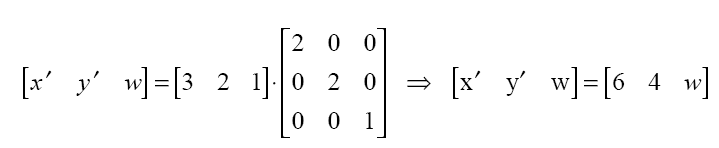 [x′ y′ w]=[3 2 1]·[2 0 0
0 2 0
0 0 1] ⇒ [x′ y′ w]=[6 4 w]